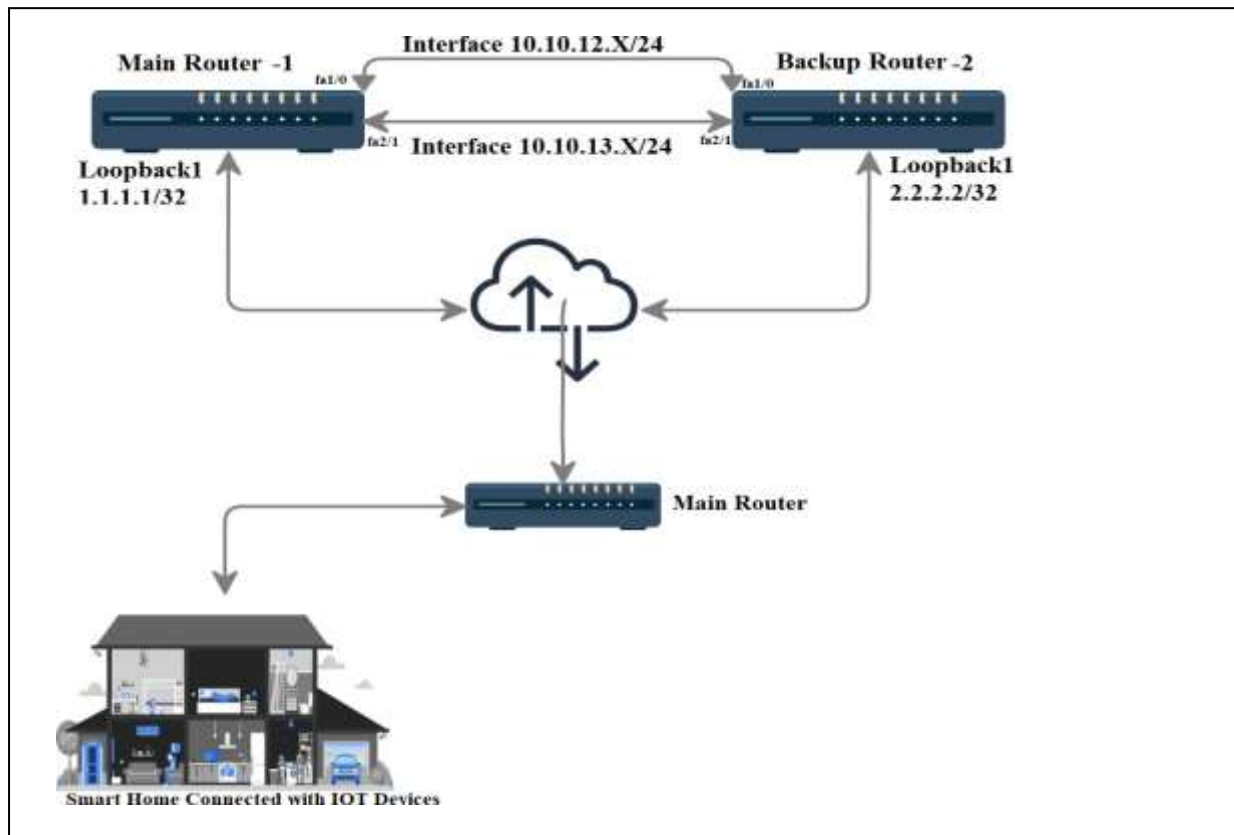 Interface 10.10.12.X/24
Main Router -1
Backup Router -2
fa1/0
fa1/0
fa2/1
Interface 10.10.13.X/24
fa2/1
Loopback1
1.1.1.1/32
Loopback1
2.2.2.2/32
Main Router
Smart Home Connected with IOT Devices